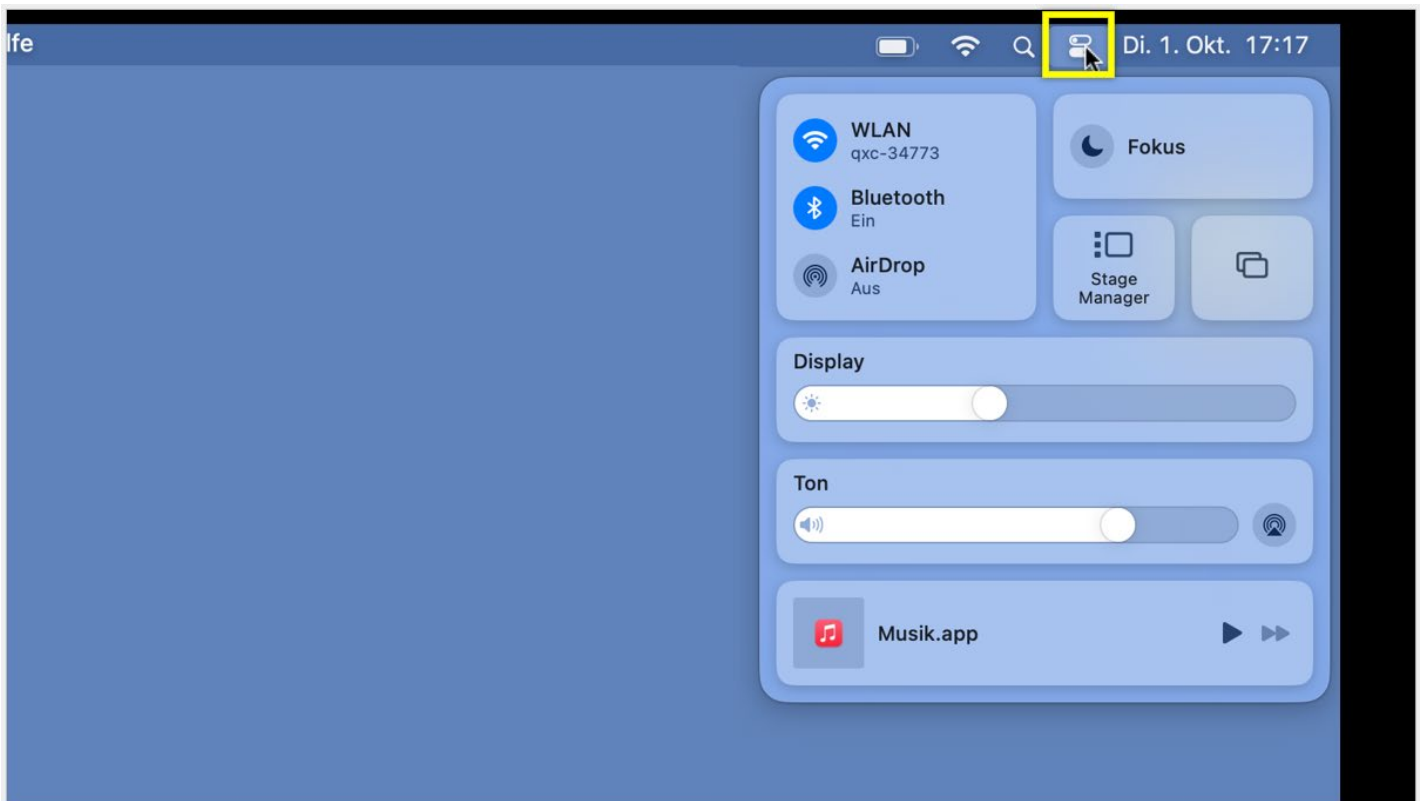 lfe
Di. 1. Okt. 17:17
WLAN
qxc-34773
Bluetooth
Ein
AirDrop
Aus
Fokus
Stage
Manager
Display
Ton
Musik.app